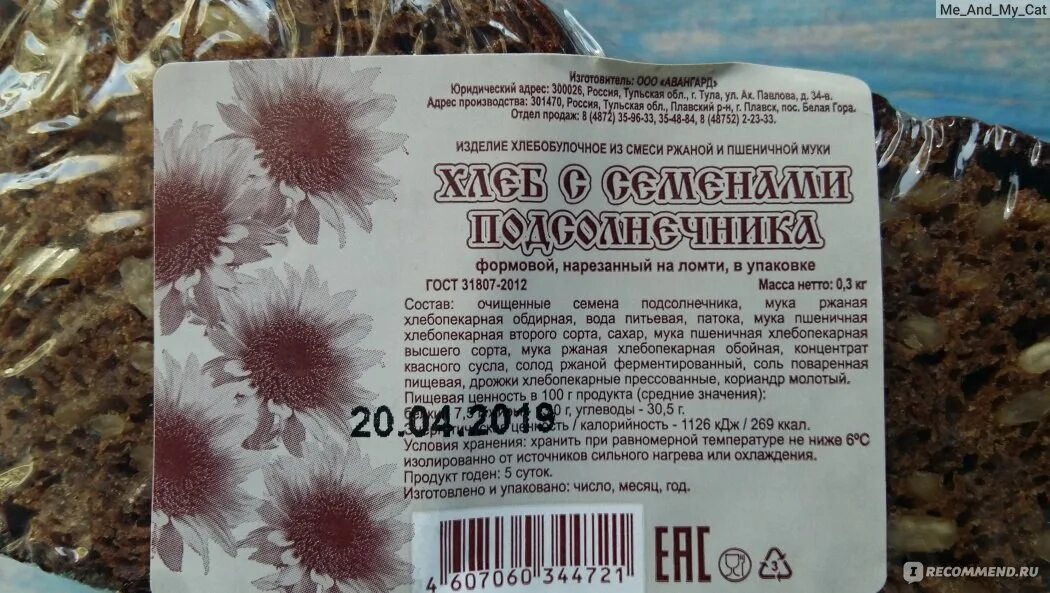 Me_And_My_Cat
Изготовитель: ООО «АВАНГАРД»
Юридический адрес: 300026, Россия, Тульская обл., г. Тула, ул. Ак. Павлова, д. 34-в.
Адрес производства: 301470, Россия, Тульская обл., Плавский р-н, г. Плавск, пос. Белая Гора.
Отдел продаж: 8 (4872) 35-96-33, 35-48-84, 8 (48752) 2-23-33.
ИЗДЕЛИЕ ХЛЕБОБУЛОЧНОЕ ИЗ СМЕСИ РЖАНОЙ И ПШЕНИЧНОЙ МУКИ
ХЛЕБ С СЕМЕНАМИ
ПОДСОЛНЕЧНИКА
формовой, нарезанный на ломти, в упаковке
ГОСТ 31807-2012 Масса нетто: 0,3 кг
Состав: очищенные семена подсолнечника, мука ржаная
хлебопекарная обдирная, вода питьевая, патока, мука пшеничная
хлебопекарная второго сорта, сахар, мука пшеничная хлебопекарная
высшего сорта, мука ржаная хлебопекарная обойная, концентрат
квасного сусла, солод ржаной ферментированный, соль поваренная
пищевая, дрожжи хлебопекарные прессованные, кориандр молотый.
Пищевая ценность в 100 г продукта (средние значения):
г, углеводы - 30,5 г.
20.04.2019
ценность / калорийность - 1126 кДж / 269 ккал.
Условия хранения: хранить при равномерной температуре не ниже 6ºС
изолированно от источников сильного нагрева или охлаждения.
Продукт годен: 5 суток.
Изготовлено и упаковано: число, месяц, год.
4 607060 344721
ЕАС
3
IRECOMMEND.RU